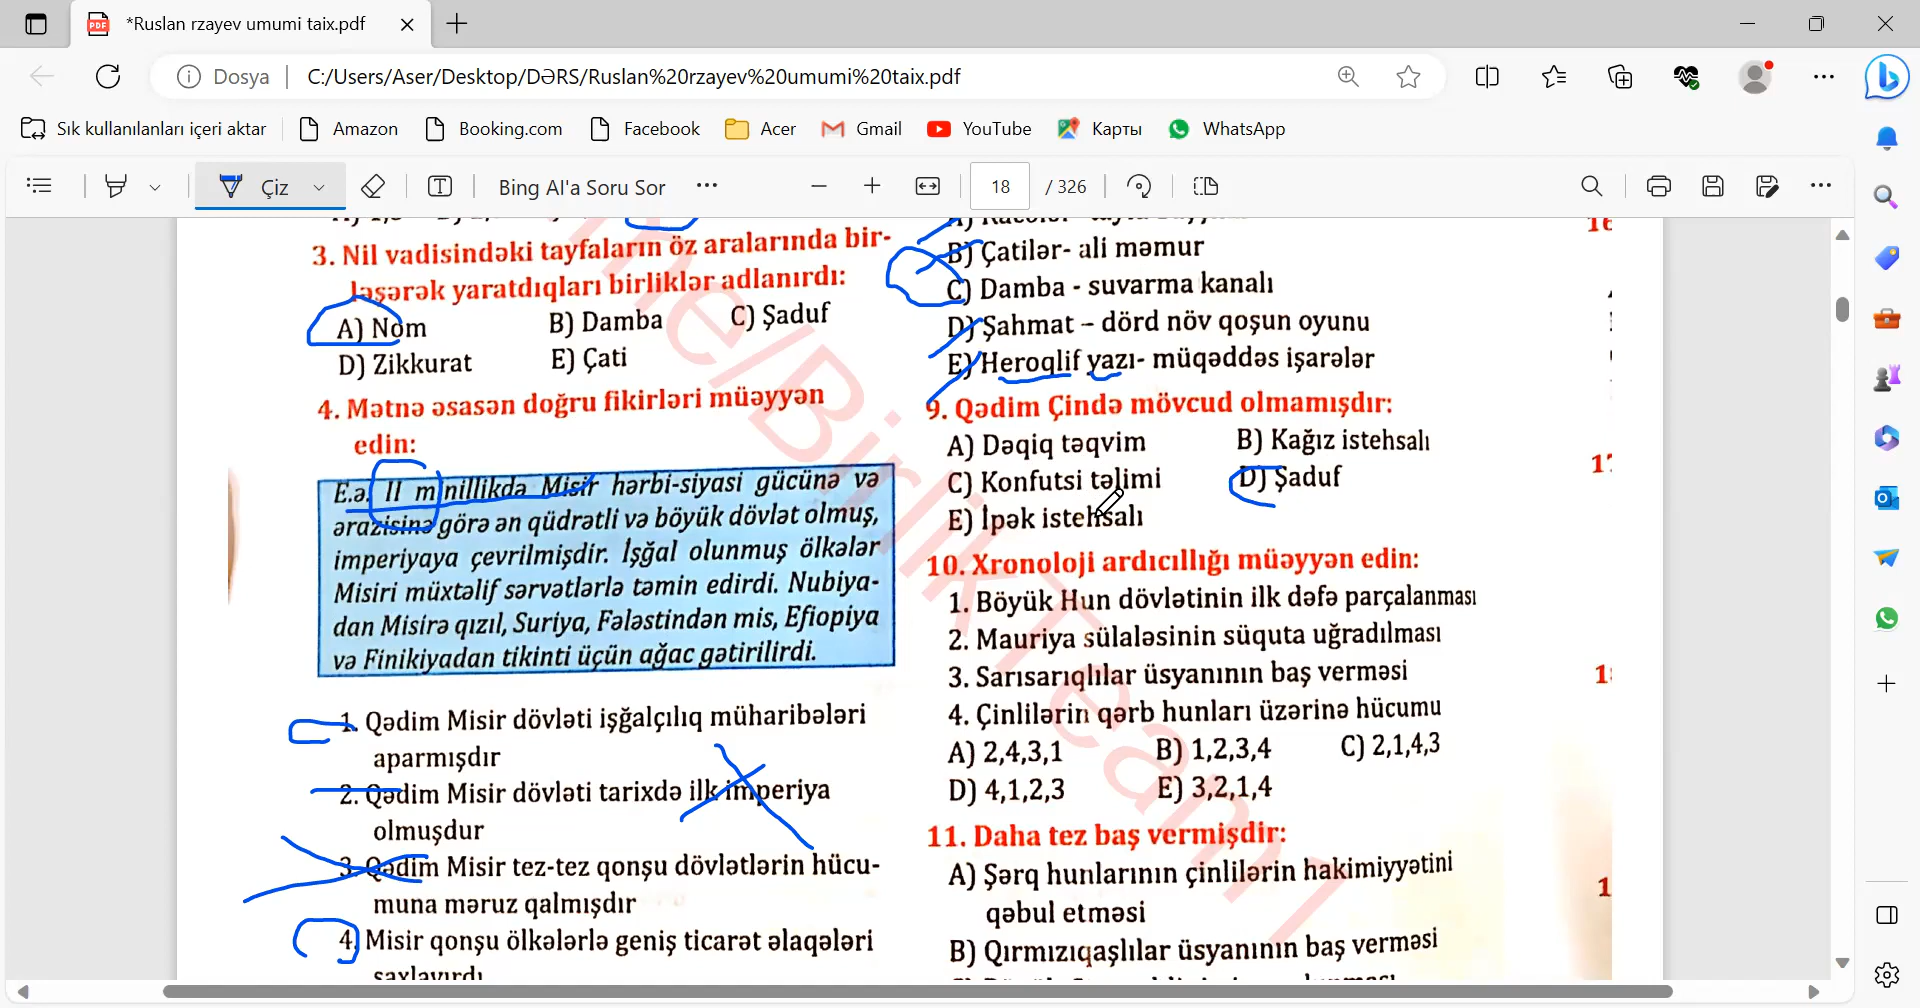 *Ruslan rzayev umumi taix.pdf
Dosya
C:/Users/Aser/Desktop/DƏRS/Ruslan%20rzayev%20umumi%20taix.pdf
Sık kullanılanları içeri aktar
Amazon
Booking.com
Facebook
Acer
Gmail
YouTube
Карты
WhatsApp
Çiz
Bing AI'a Soru Sor
18
/ 326
3. Nil vadisindəki tayfaların öz aralarında bir-
ləşərək yaratdıqları birliklər adlanırdı:
A) Nom
B) Damba
C) Şaduf
D) Zikkurat
E) Çati
4. Mətnə əsasən doğru fikirləri müəyyən
edin:
E.ə. II minillikdə Misir hərbi-siyasi gücünə və
ərazisinə görə ən qüdrətli və böyük dövlət olmuş,
imperiyaya çevrilmişdir. İşğal olunmuş ölkələr
Misiri müxtəlif sərvətlərlə təmin edirdi. Nubiya-
dan Misirə qızıl, Suriya, Fələstindən mis, Efiopiya
və Finikiyadan tikinti üçün ağac gətirilirdi.
1. Qədim Misir dövləti işğalçılıq müharibələri
aparmışdır
2. Qədim Misir dövləti tarixdə ilk imperiya
olmuşdur
3. Qədim Misir tez-tez qonşu dövlətlərin hücu-
muna məruz qalmışdır
4. Misir qonşu ölkələrlə geniş ticarət əlaqələri
saxlayırdı
B) Çatilər- ali məmur
C) Damba - suvarma kanalı
D) Şahmat – dörd növ qoşun oyunu
E) Heroqlif yazı- müqəddəs işarələr
9. Qədim Çində mövcud olmamışdır:
A) Dəqiq təqvim
B) Kağız istehsalı
C) Konfutsi təlimi
D) Şaduf
E) İpək istehsalı
10. Xronoloji ardıcıllığı müəyyən edin:
1. Böyük Hun dövlətinin ilk dəfə parçalanması
2. Mauriya sülaləsinin süquta uğradılması
3. Sarısarıqlılar üsyanının baş verməsi
4. Çinlilərin qərb hunları üzərinə hücumu
A) 2,4,3,1
B) 1,2,3,4
C) 2,1,4,3
D) 4,1,2,3
E) 3,2,1,4
11. Daha tez baş vermişdir:
A) Şərq hunlarının çinlilərin hakimiyyətini
qəbul etməsi
B) Qırmızıqaşlılar üsyanının baş verməsi
me/BirlikTeam1